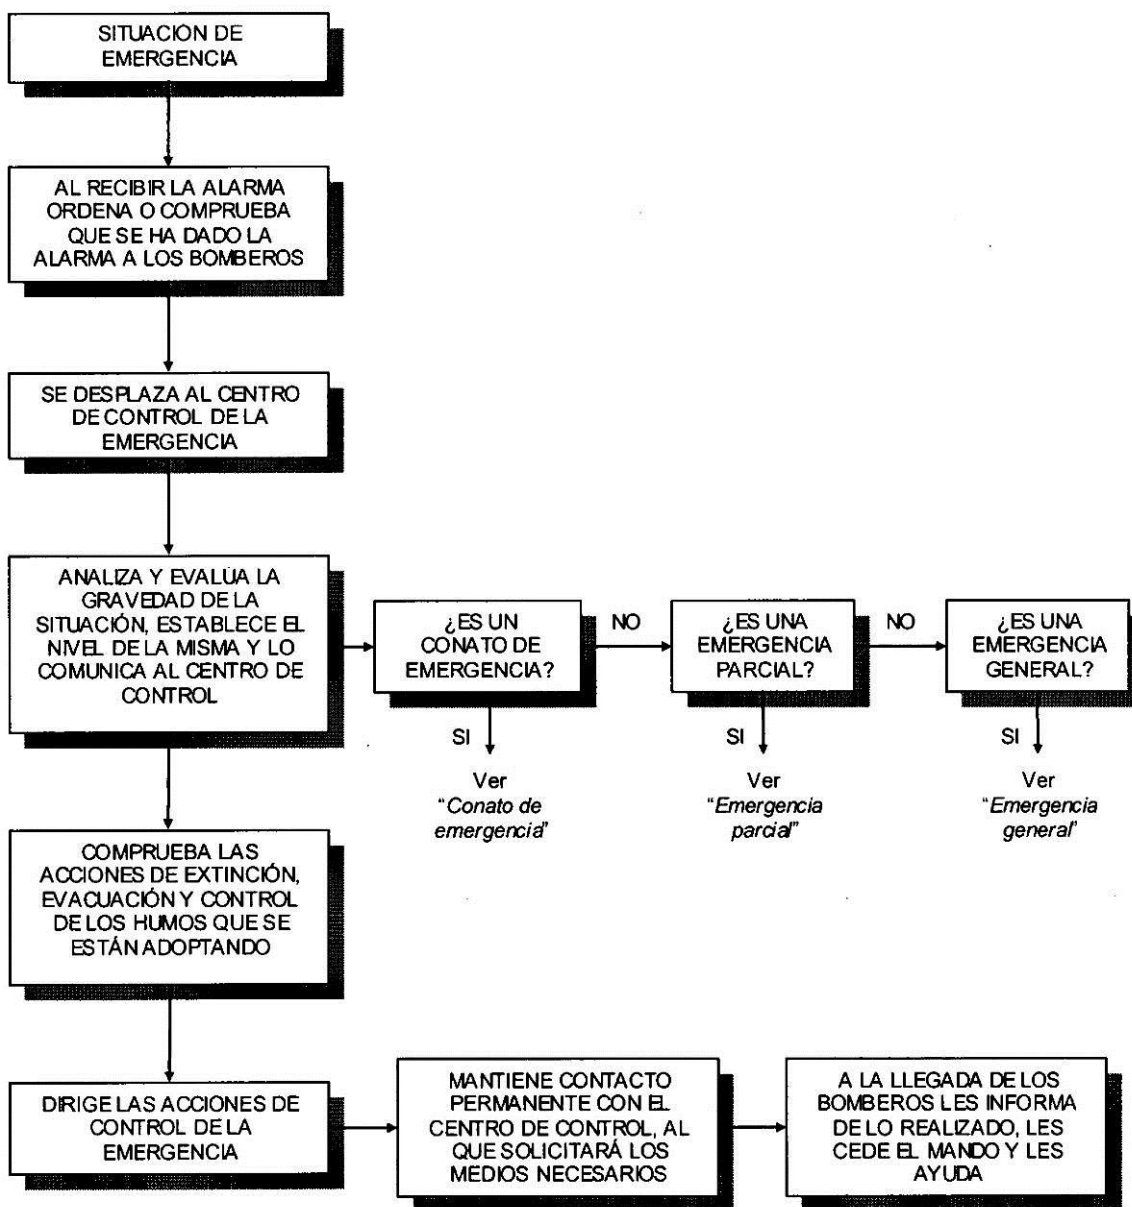 SITUACIÓN DE
EMERGENCIA
AL RECIBIR LA ALARMA
ORDENA O COMPRUEBA
QUE SE HA DADO LA
ALARMA A LOS BOMBEROS
SE DESPLAZA AL CENTRO
DE CONTROL DE LA
EMERGENCIA
ANALIZA Y EVALÚA LA
GRAVEDAD DE LA
SITUACIÓN, ESTABLECE EL
NIVEL DE LA MISMA Y LO
COMUNICA AL CENTRO DE
CONTROL
¿ES UN
CONATO DE
EMERGENCIA?
NO
¿ES UNA
EMERGENCIA
PARCIAL?
NO
¿ES UNA
EMERGENCIA
GENERAL?
SI
Ver
"Conato de
emergencia"
SI
Ver
"Emergencia
parcial"
SI
Ver
"Emergencia
general"
COMPRUEBA LAS
ACCIONES DE EXTINCIÓN,
EVACUACIÓN Y CONTROL
DE LOS HUMOS QUE SE
ESTÁN ADOPTANDO
DIRIGE LAS ACCIONES DE
CONTROL DE LA
EMERGENCIA
MANTIENE CONTACTO
PERMANENTE CON EL
CENTRO DE CONTROL, AL
QUE SOLICITARÁ LOS
MEDIOS NECESARIOS
A LA LLEGADA DE LOS
BOMBEROS LES INFORMA
DE LO REALIZADO, LES
CEDE EL MANDO Y LES
AYUDA